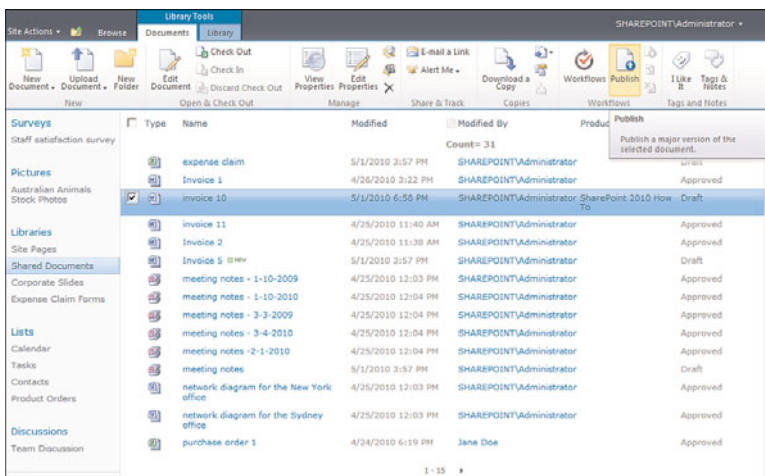 Library Tools
SHAREPOINT\Administrator
Site Actions Browse Documents Library
New Document Upload Document New Folder
New
Edit Document Check Out Check In Discard Check Out
Open & Check Out
View Properties Edit Properties
Manage
E-mail a Link Alert Me
Share & Track
Download a Copy
Copies
Workflows Publish
Workflows
I Like It Tags & Notes
Tags and Notes
Publish
Publish a major version of the
selected document.
Surveys
Staff satisfaction survey
Pictures
Australian Animals
Stock Photos
Libraries
Site Pages
Shared Documents
Corporate Slides
Expense Claim Forms
Lists
Calendar
Tasks
Contacts
Product Orders
Discussions
Team Discussion
Type Name Modified Modified By Produc
Count= 31
expense claim 5/1/2010 3:57 PM SHAREPOINT\Administrator Draft
Invoice 1 4/26/2010 3:22 PM SHAREPOINT\Administrator Approved
invoice 10 5/1/2010 6:58 PM SHAREPOINT\Administrator SharePoint 2010 How Draft
To
invoice 11 4/25/2010 11:40 AM SHAREPOINT\Administrator Approved
Invoice 2 4/25/2010 11:38 AM SHAREPOINT\Administrator Approved
Invoice 5 NEW 5/1/2010 3:57 PM SHAREPOINT\Administrator Draft
meeting notes - 1-10-2009 4/25/2010 12:03 PM SHAREPOINT\Administrator Approved
meeting notes - 1-10-2010 4/25/2010 12:04 PM SHAREPOINT\Administrator Approved
meeting notes - 3-3-2009 4/25/2010 12:04 PM SHAREPOINT\Administrator Approved
meeting notes - 3-4-2010 4/25/2010 12:04 PM SHAREPOINT\Administrator Approved
meeting notes -2-1-2010 4/25/2010 12:04 PM SHAREPOINT\Administrator Approved
meeting notes 5/1/2010 3:57 PM SHAREPOINT\Administrator Draft
network diagram for the New York 4/25/2010 12:03 PM SHAREPOINT\Administrator Approved
office
network diagram for the Sydney 4/25/2010 12:03 PM SHAREPOINT\Administrator Approved
office
purchase order 1 4/24/2010 6:19 PM Jane Doe Approved
1 - 15